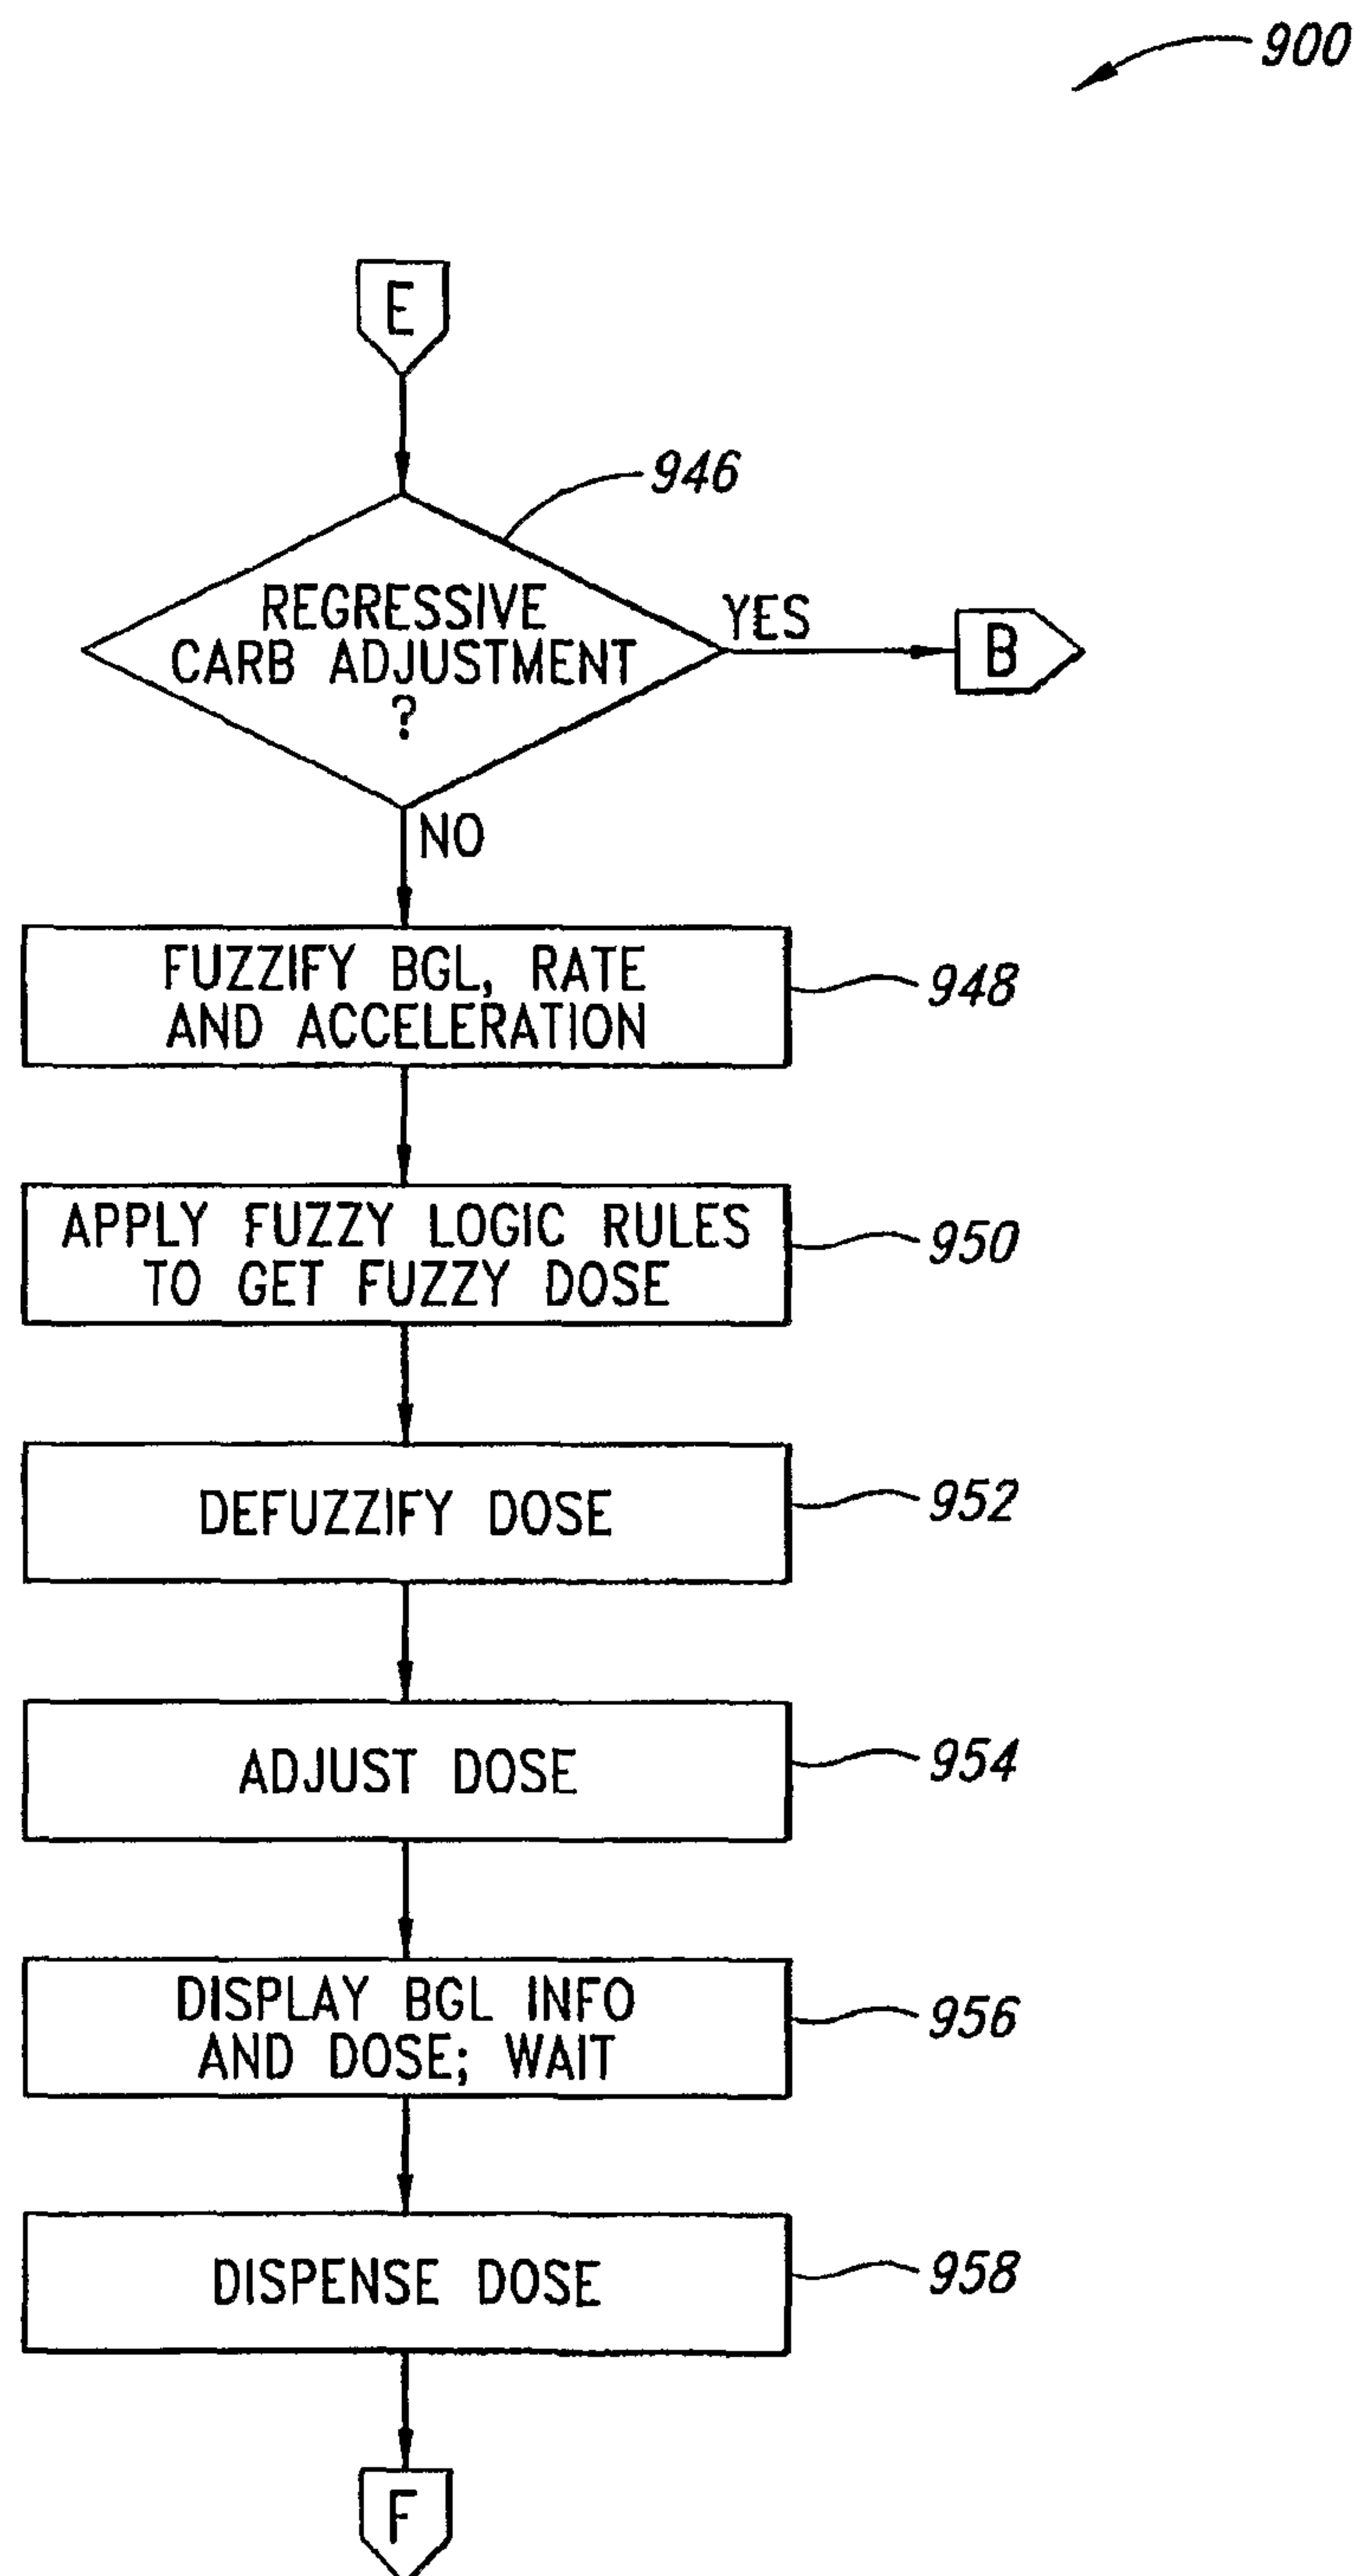 900
E
946
REGRESSIVE
CARB ADJUSTMENT
?
YES
B
NO
FUZZIFY BGL, RATE
AND ACCELERATION
948
APPLY FUZZY LOGIC RULES
TO GET FUZZY DOSE
950
DEFUZZIFY DOSE
952
ADJUST DOSE
954
DISPLAY BGL INFO
AND DOSE; WAIT
956
DISPENSE DOSE
958
F